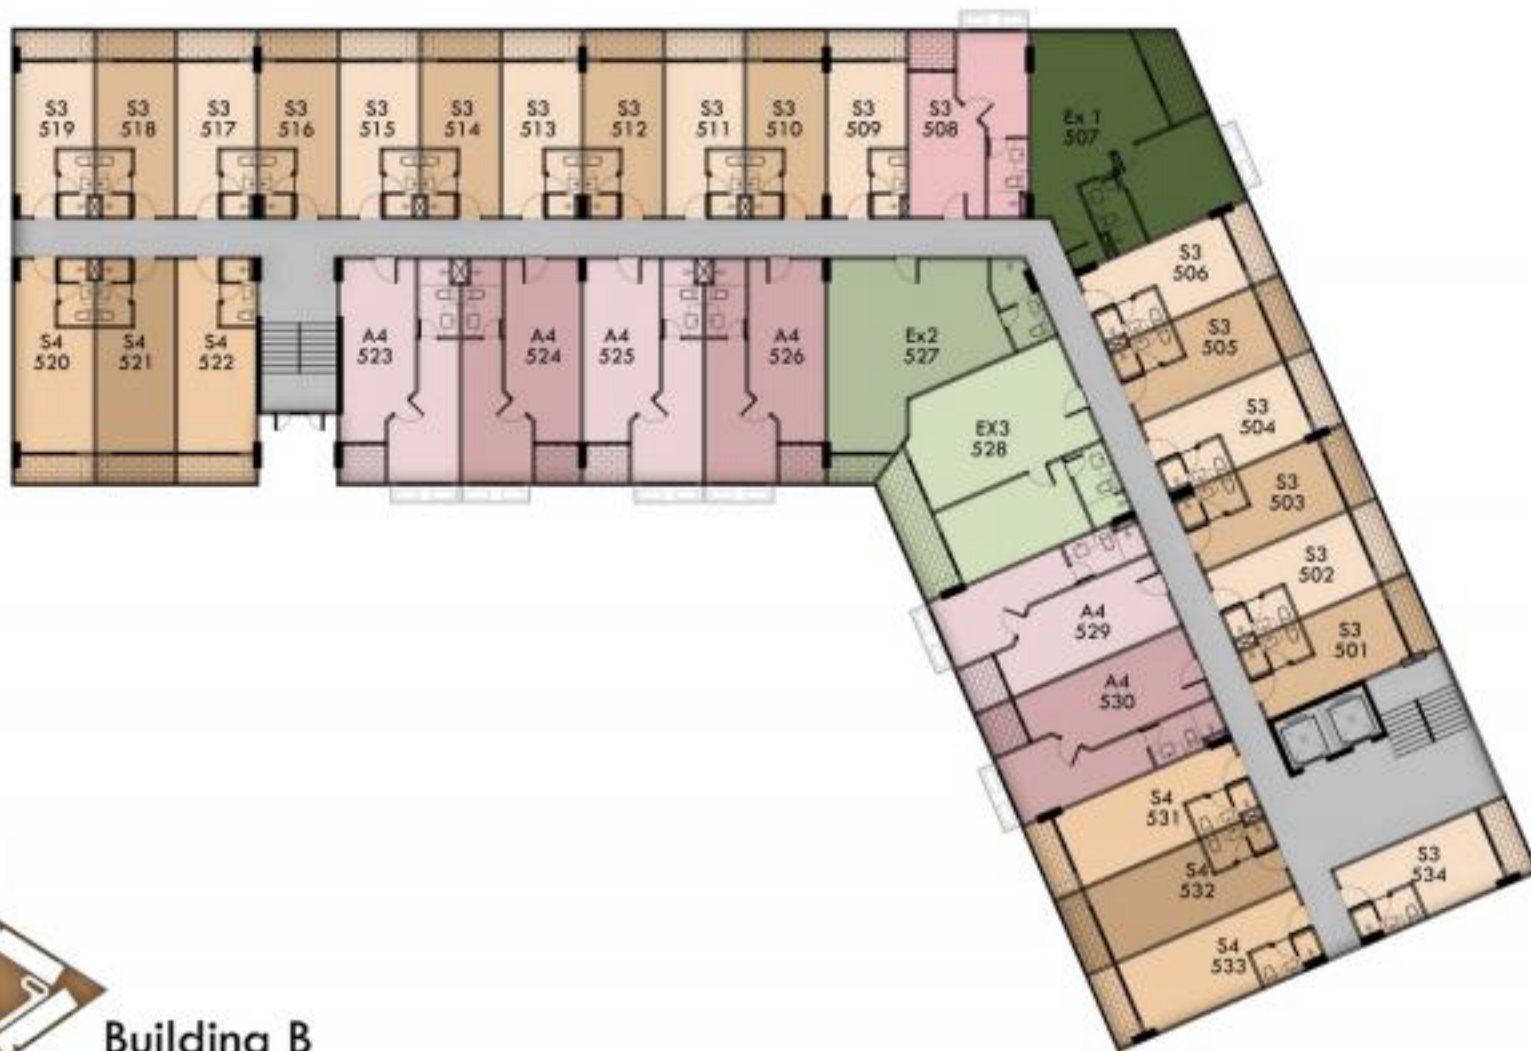 S3
519
S3
518
S3
517
S3
516
S3
515
S3
514
S3
513
S3
512
S3
511
S3
510
S3
509
S3
508
Ex 1
507
S3
506
S3
505
S3
504
S3
503
S3
502
S3
501
S4
520
S4
521
S4
522
A4
523
A4
524
A4
525
A4
526
Ex2
527
EX3
528
A4
529
A4
530
S4
531
S4
532
S4
533
S3
534
Building B